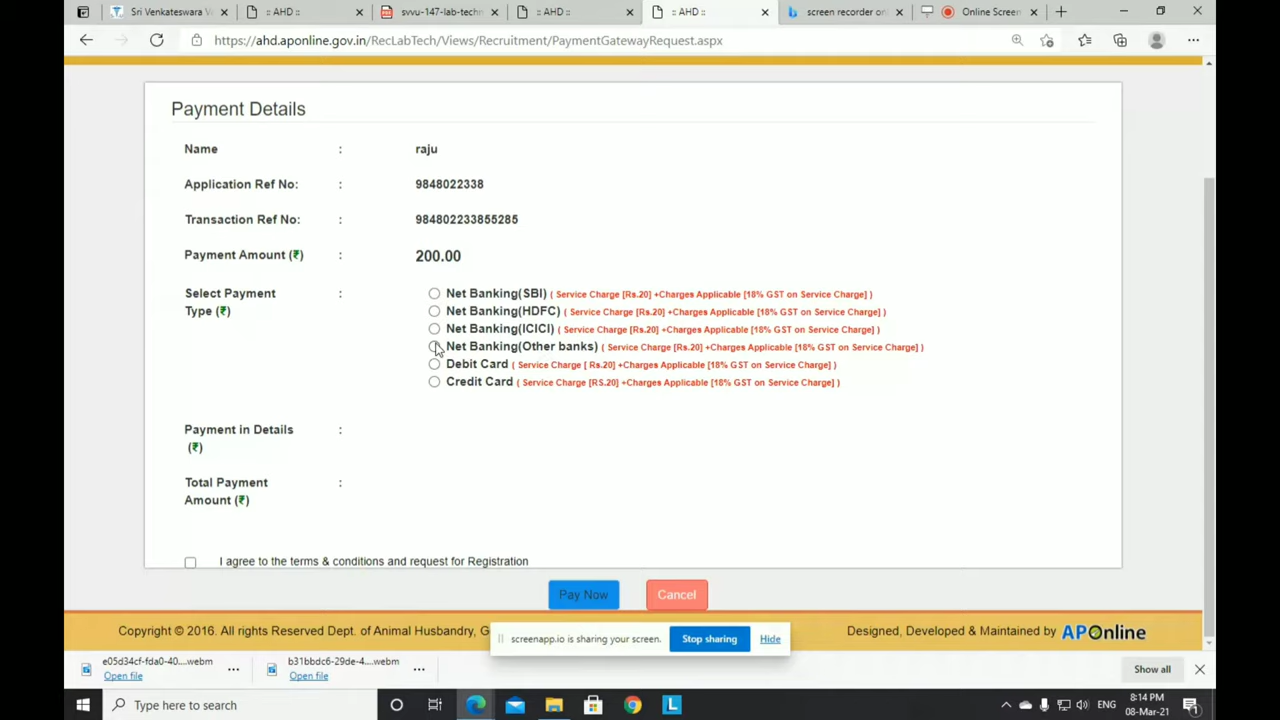 Sri Venkateswara V
:: AHD ::
svvu-147-lab-techn
:: AHD ::
:: AHD ::
screen recorder on
Online Screen
https://ahd.aponline.gov.in/RecLabTech/Views/Recruitment/PaymentGatewayRequest.aspx
Payment Details
Name : raju
Application Ref No: : 9848022338
Transaction Ref No: : 984802233855285
Payment Amount (₹) : 200.00
Select Payment : Net Banking(SBI) ( Service Charge [Rs.20] +Charges Applicable [18% GST on Service Charge] )
Type (₹) Net Banking(HDFC) ( Service Charge [Rs.20] +Charges Applicable [18% GST on Service Charge] )
Net Banking(ICICI) ( Service Charge [Rs.20] +Charges Applicable [18% GST on Service Charge] )
Net Banking(Other banks) ( Service Charge [Rs.20] +Charges Applicable [18% GST on Service Charge] )
Debit Card ( Service Charge [ Rs.20] +Charges Applicable [18% GST on Service Charge] )
Credit Card ( Service Charge [RS.20] +Charges Applicable [18% GST on Service Charge] )
Payment in Details :
(₹)
Total Payment :
Amount (₹)
I agree to the terms & conditions and request for Registration
Pay Now Cancel
Copyright © 2016. All rights Reserved Dept. of Animal Husbandry, G
Designed, Developed & Maintained by APOnline
screenapp.io is sharing your screen. Stop sharing Hide
e05d34cf-fda0-40....webm
Open file
b31bbdc6-29de-4....webm
Open file
Show all
Type here to search
L
ENG
8:14 PM
08-Mar-21
1